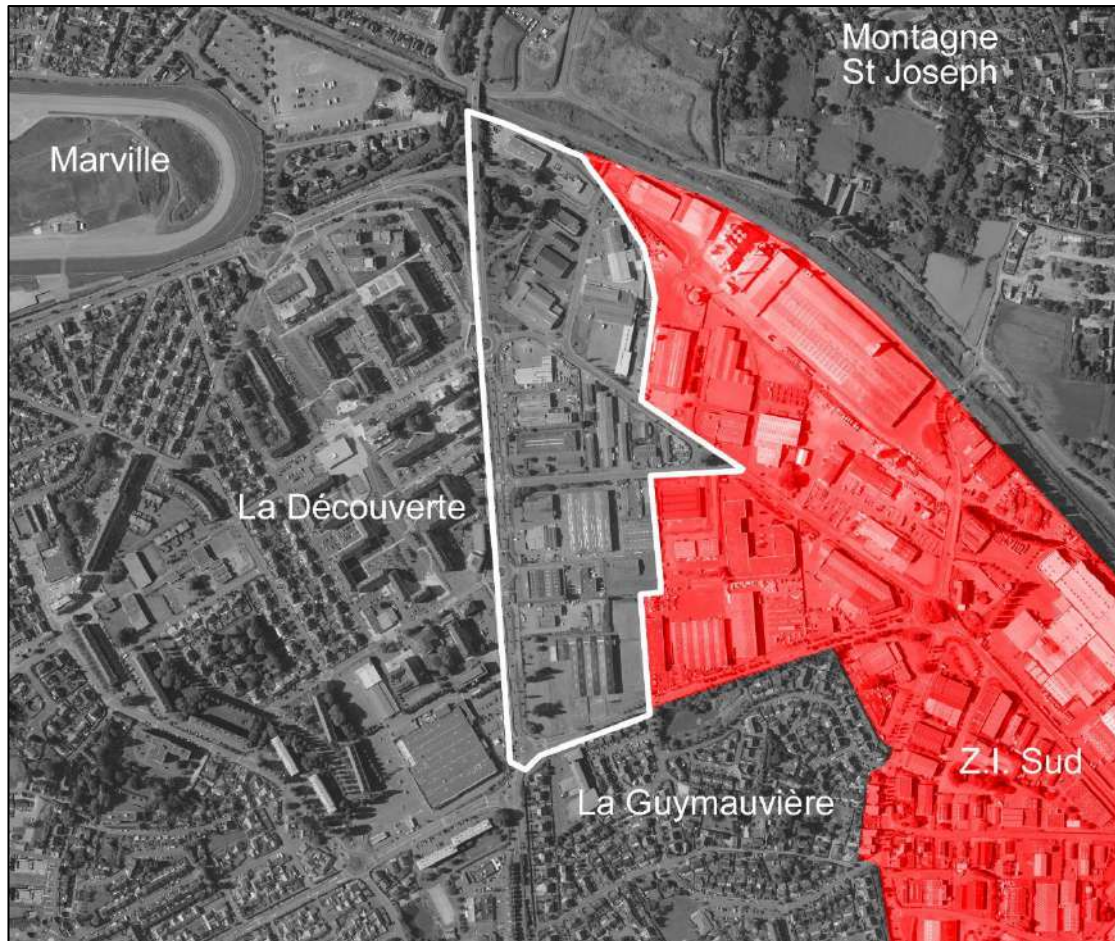 Montagne
St Joseph
Marville
La Découverte
Z.I. Sud
La Guymauvière